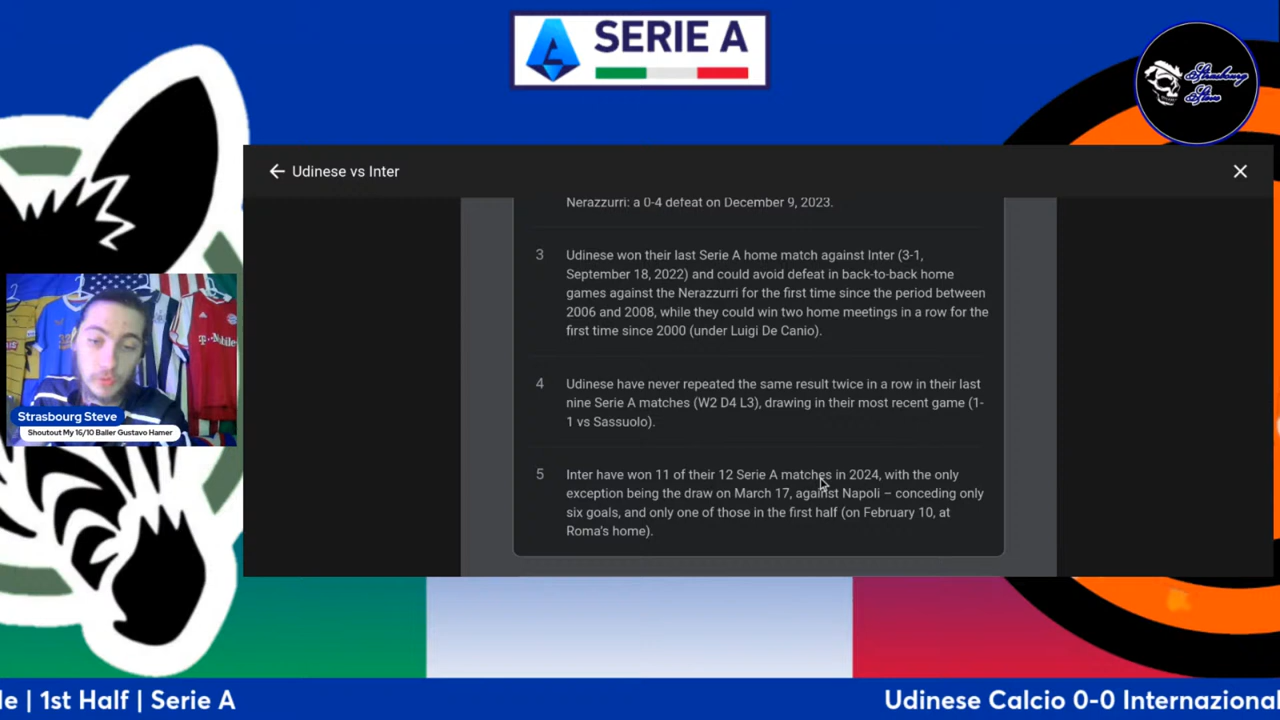 SERIE A
Strasbourg
Steve
Udinese vs Inter
Nerazzurri: a 0-4 defeat on December 9, 2023.
3 Udinese won their last Serie A home match against Inter (3-1,
September 18, 2022) and could avoid defeat in back-to-back home
games against the Nerazzurri for the first time since the period between
2006 and 2008, while they could win two home meetings in a row for the
first time since 2000 (under Luigi De Canio).
4 Udinese have never repeated the same result twice in a row in their last
nine Serie A matches (W2 D4 L3), drawing in their most recent game (1-
1 vs Sassuolo).
5 Inter have won 11 of their 12 Serie A matches in 2024, with the only
exception being the draw on March 17, against Napoli – conceding only
six goals, and only one of those in the first half (on February 10, at
Roma's home).
T-Mobile
Strasbourg Steve
Shoutout My 16/10 Baller Gustavo Hamer
le | 1st Half | Serie A
Udinese Calcio 0-0 Internazional